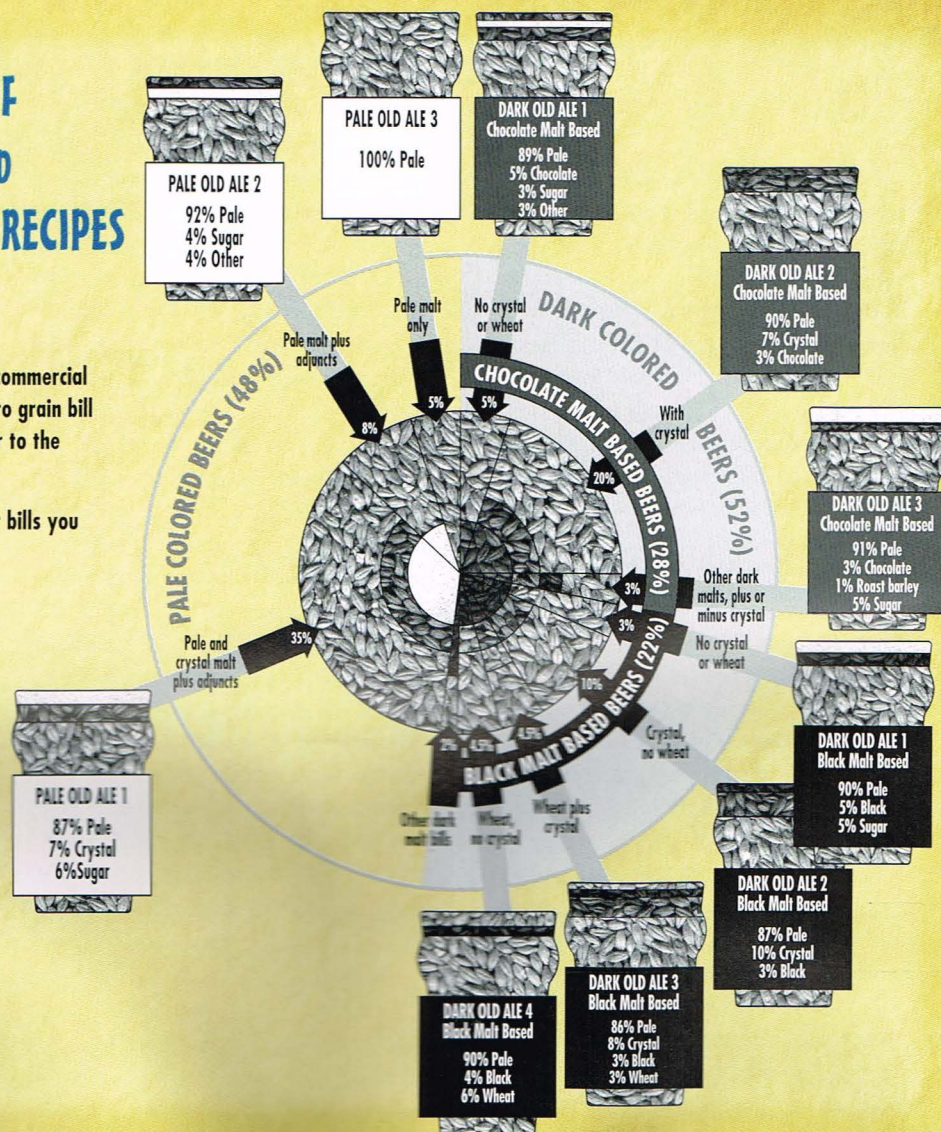 F
D
RECIPES
ommercial
to grain bill
r to the
bills you
PALE OLD ALE 2
92% Pale
4% Sugar
4% Other
PALE OLD ALE 3
100% Pale
DARK OLD ALE 1
Chocolate Malt Based
89% Pale
5% Chocolate
3% Sugar
3% Other
DARK OLD ALE 2
Chocolate Malt Based
90% Pale
7% Crystal
3% Chocolate
DARK OLD ALE 3
Chocolate Malt Based
91% Pale
3% Chocolate
1% Roast barley
5% Sugar
DARK OLD ALE 1
Black Malt Based
90% Pale
5% Black
5% Sugar
DARK OLD ALE 2
Black Malt Based
87% Pale
10% Crystal
3% Black
DARK OLD ALE 3
Black Malt Based
86% Pale
8% Crystal
3% Black
3% Wheat
DARK OLD ALE 4
Black Malt Based
90% Pale
4% Black
6% Wheat
PALE OLD ALE 1
87% Pale
7% Crystal
6%Sugar
PALE COLORED BEERS (48%)
DARK COLORED BEERS (52%)
CHOCOLATE MALT BASED BEERS (28%)
BLACK MALT BASED BEERS (22%)
Pale malt plus
adjuncts
8%
Pale malt
only
5%
No crystal
or wheat
5%
With
crystal
20%
Other dark
malts, plus or
minus crystal
3%
No crystal
or wheat
3%
Crystal,
no wheat
10%
Wheat plus
crystal
4.5%
Wheat,
no crystal
4.5%
Other dark
malt bills
2%
Pale and
crystal malt
plus adjuncts
35%